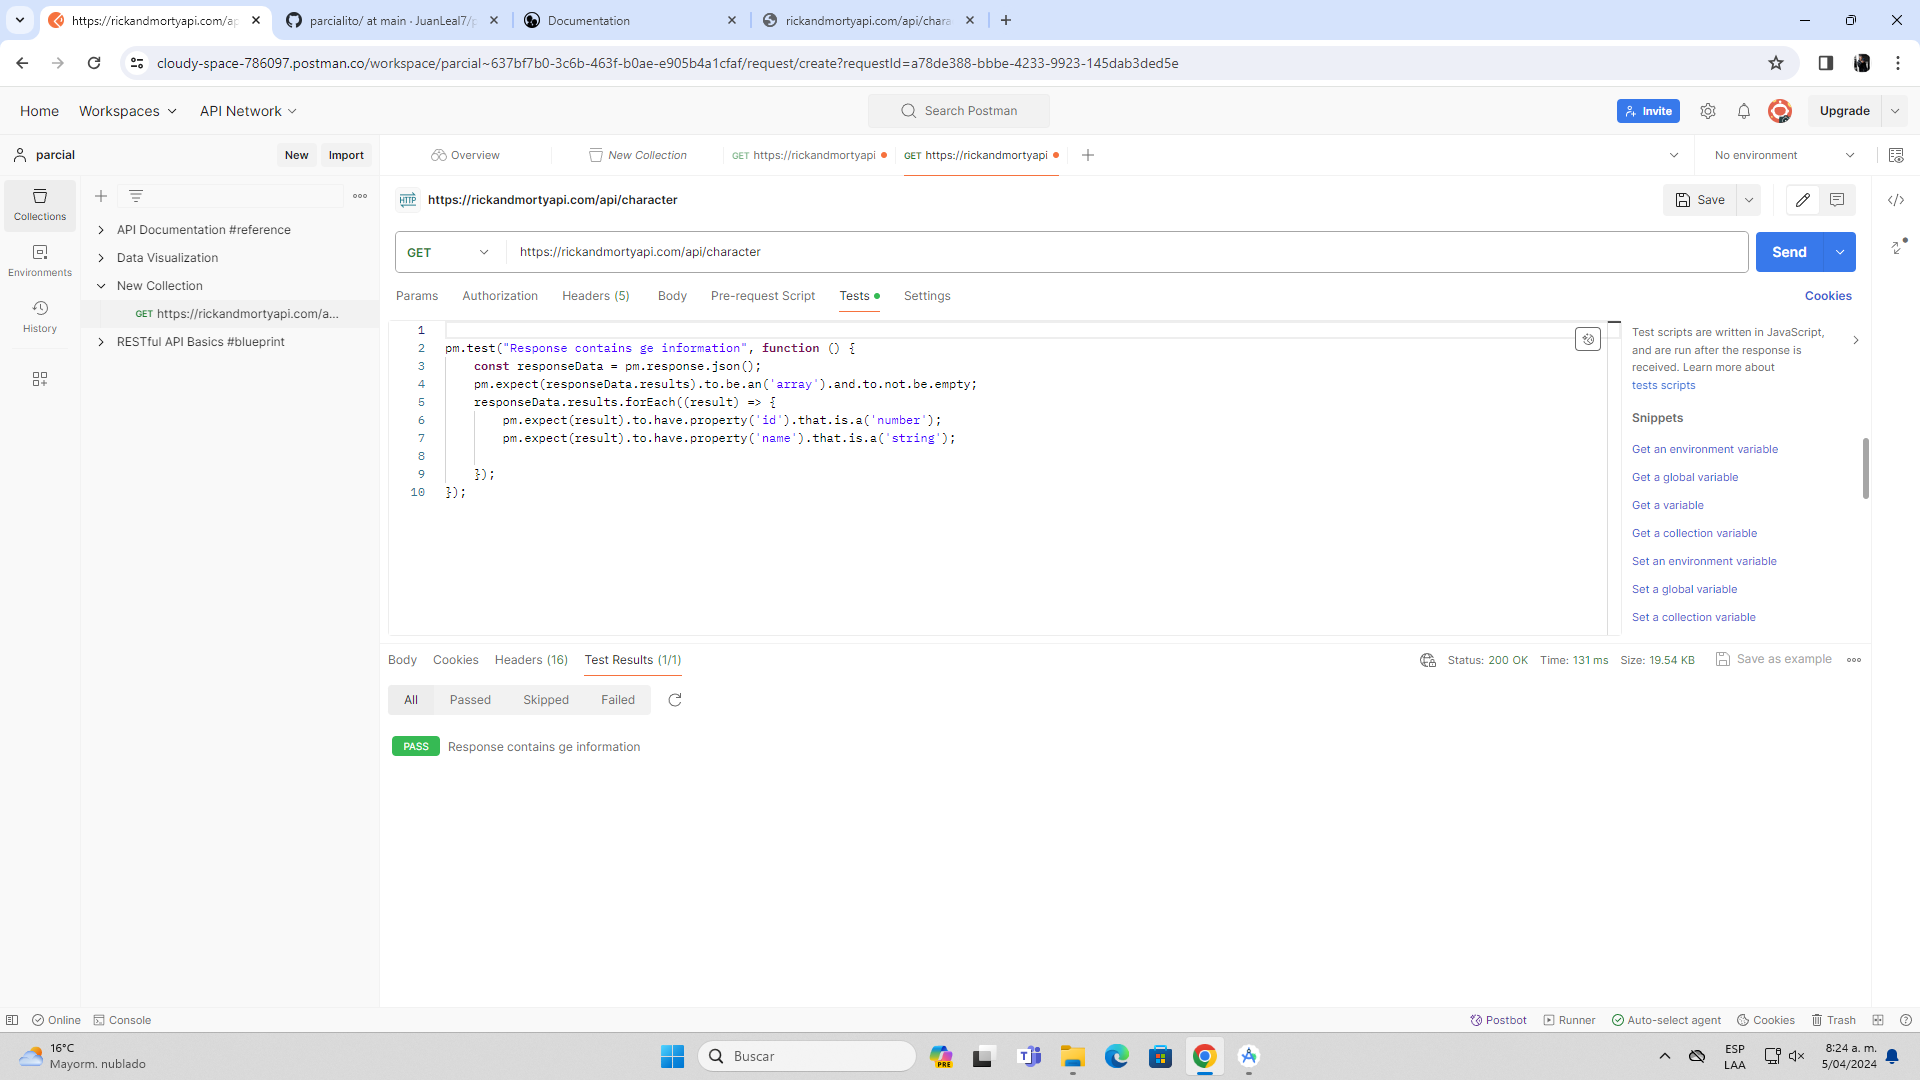 https://rickandmortyapi.com/ap
parcialito/ at main · JuanLeal7/p
Documentation
rickandmortyapi.com/api/chara
cloudy-space-786097.postman.co/workspace/parcial~637bf7b0-3c6b-463f-b0ae-e905b4a1cfaf/request/create?requestId=a78de388-bbbe-4233-9923-145dab3ded5e
Home
Workspaces
API Network
Search Postman
Invite
Upgrade
parcial
New
Import
Overview
New Collection
GET https://rickandmortyapi
GET https://rickandmortyapi
No environment
Collections
Environments
History
API Documentation #reference
Data Visualization
New Collection
GET https://rickandmortyapi.com/a...
RESTful API Basics #blueprint
HTTP https://rickandmortyapi.com/api/character
Save
GET
https://rickandmortyapi.com/api/character
Send
Params
Authorization
Headers (5)
Body
Pre-request Script
Tests
Settings
Cookies
1
2 pm.test("Response contains ge information", function () {
3 const responseData = pm.response.json();
4 pm.expect(responseData.results).to.be.an('array').and.to.not.be.empty;
5 responseData.results.forEach((result) => {
6 pm.expect(result).to.have.property('id').that.is.a('number');
7 pm.expect(result).to.have.property('name').that.is.a('string');
8
9 });
10 });
Test scripts are written in JavaScript,
and are run after the response is
received. Learn more about
tests scripts
Snippets
Get an environment variable
Get a global variable
Get a variable
Get a collection variable
Set an environment variable
Set a global variable
Set a collection variable
Body
Cookies
Headers (16)
Test Results (1/1)
Status: 200 OK
Time: 131 ms
Size: 19.54 KB
Save as example
All
Passed
Skipped
Failed
PASS
Response contains ge information
Online
Console
Postbot
Runner
Auto-select agent
Cookies
Trash
16°C
Mayorm. nublado
Buscar
PRE
ESP
LAA
8:24 a. m.
5/04/2024